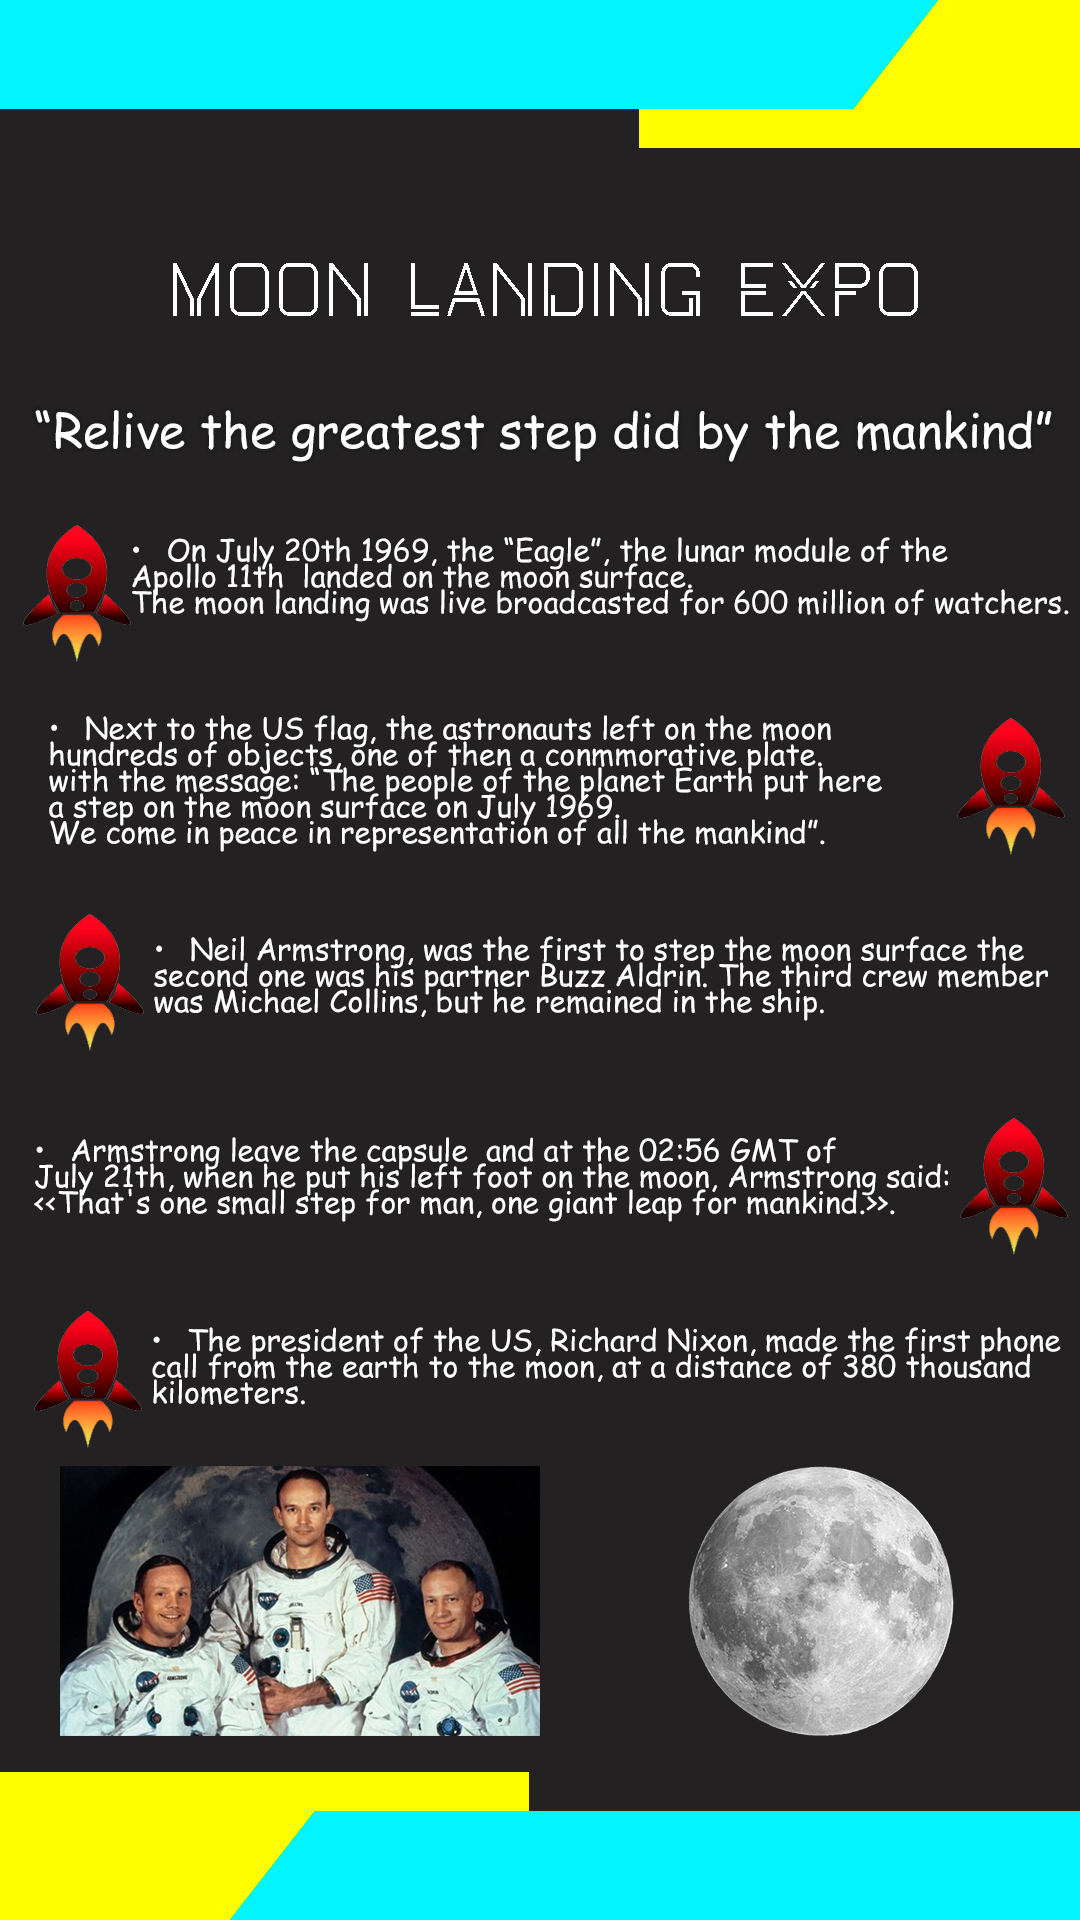 MOON LANDING EXPO
“Relive the greatest step did by the mankind”
• On July 20th 1969, the “Eagle”, the lunar module of the
Apollo 11th  landed on the moon surface.
The moon landing was live broadcasted for 600 million of watchers.
• Next to the US flag, the astronauts left on the moon
hundreds of objects, one of then a conmmorative plate.
with the message: “The people of the planet Earth put here
a step on the moon surface on July 1969.
We come in peace in representation of all the mankind”.
• Neil Armstrong, was the first to step the moon surface the
second one was his partner Buzz Aldrin. The third crew member
was Michael Collins, but he remained in the ship.
• Armstrong leave the capsule  and at the 02:56 GMT of
July 21th, when he put his left foot on the moon, Armstrong said:
<<That's one small step for man, one giant leap for mankind.>>.
• The president of the US, Richard Nixon, made the first phone
call from the earth to the moon, at a distance of 380 thousand
kilometers.
NASA
NASA
NASA